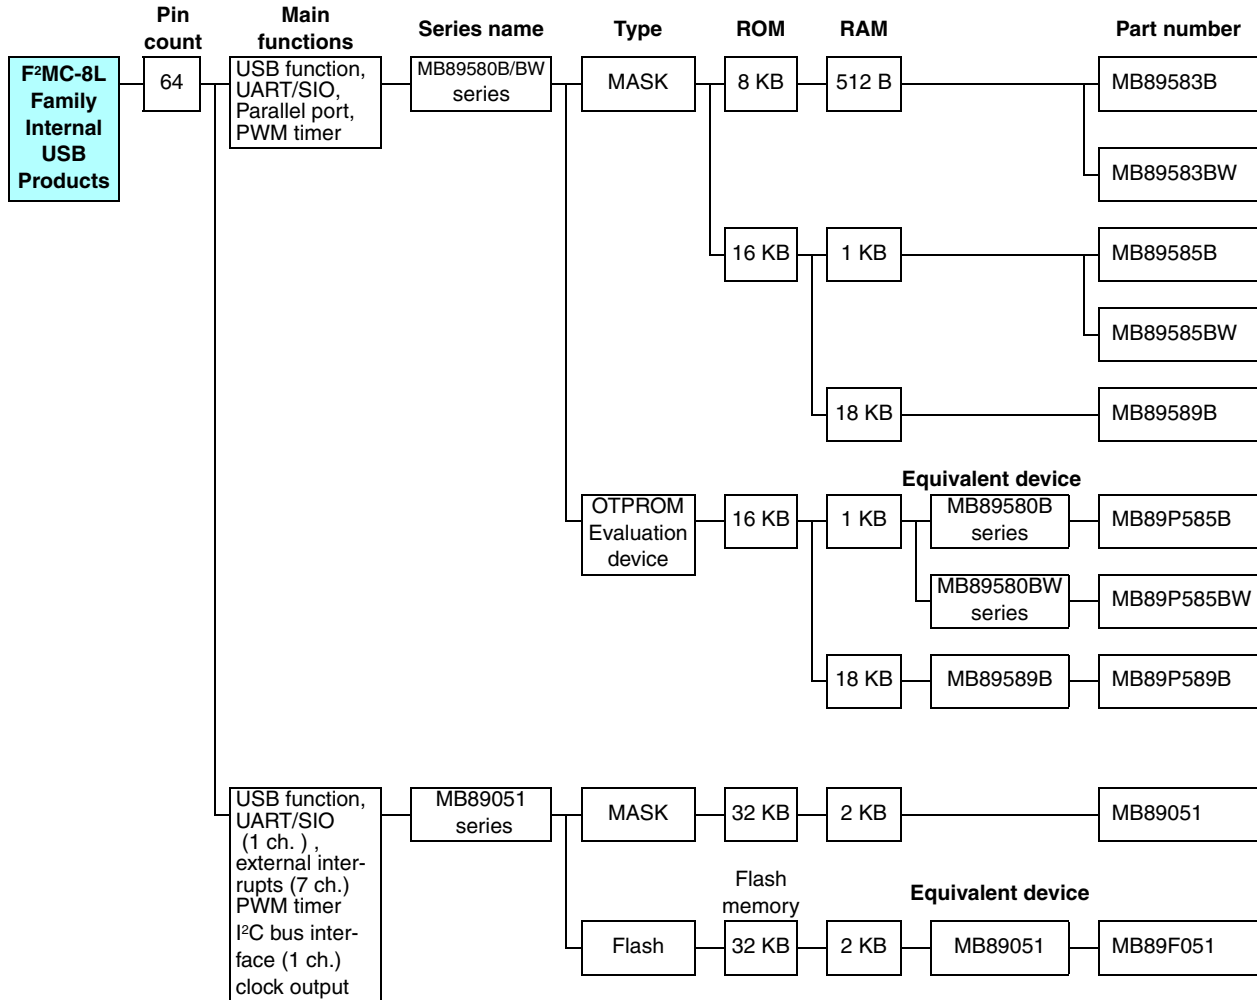 Pin count
Main functions
Series name
Type
ROM
RAM
Part number
F²MC-8L
Family
Internal
USB
Products
64
USB function,
UART/SIO,
Parallel port,
PWM timer
MB89580B/BW
series
MASK
8 KB
512 B
MB89583B
MB89583BW
16 KB
1 KB
MB89585B
MB89585BW
18 KB
MB89589B
Equivalent device
OTPROM
Evaluation
device
16 KB
1 KB
MB89580B
series
MB89P585B
MB89580BW
series
MB89P585BW
18 KB
MB89589B
MB89P589B
USB function,
UART/SIO
(1 ch. ) ,
external inter-
rupts (7 ch.)
PWM timer
I²C bus inter-
face (1 ch.)
clock output
MB89051
series
MASK
32 KB
2 KB
MB89051
Flash
memory
Equivalent device
Flash
32 KB
2 KB
MB89051
MB89F051